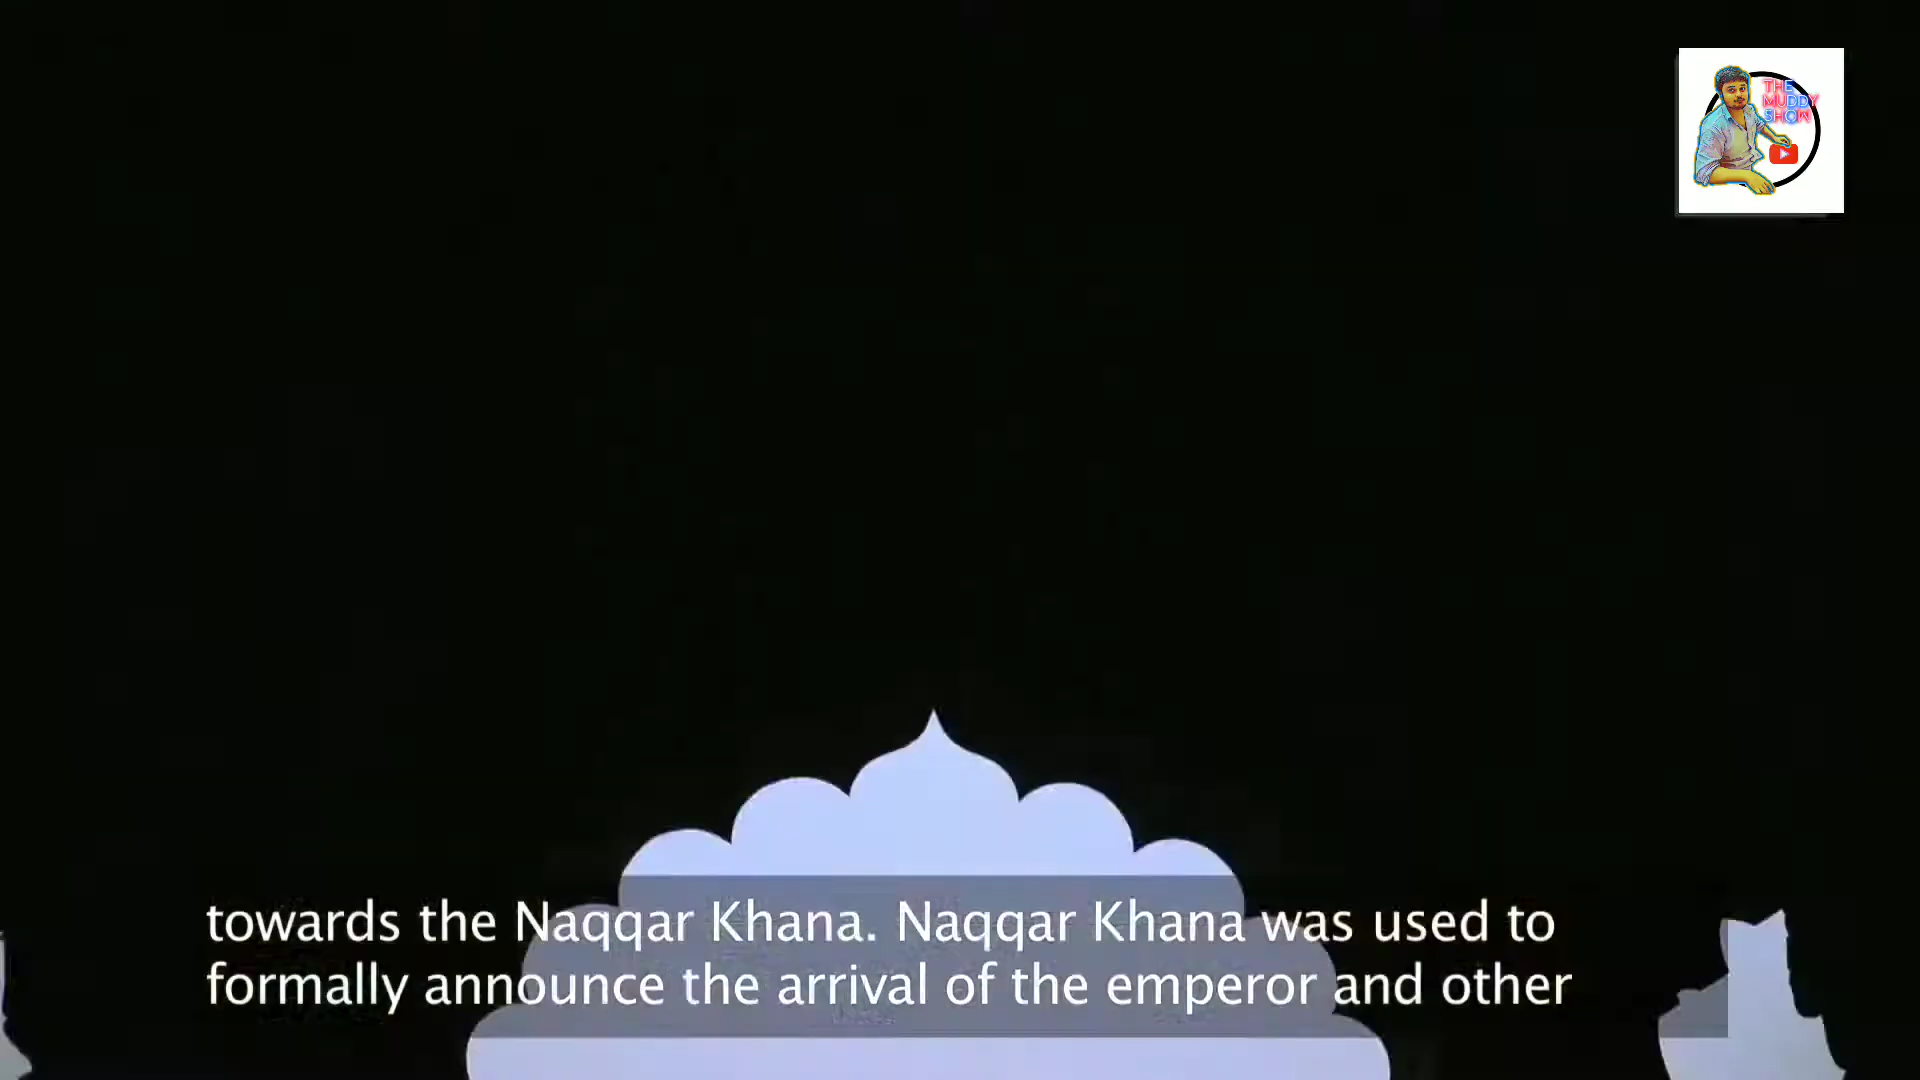 THE
MUDDY
SHOW
towards the Naqqar Khana. Naqqar Khana was used to
formally announce the arrival of the emperor and other